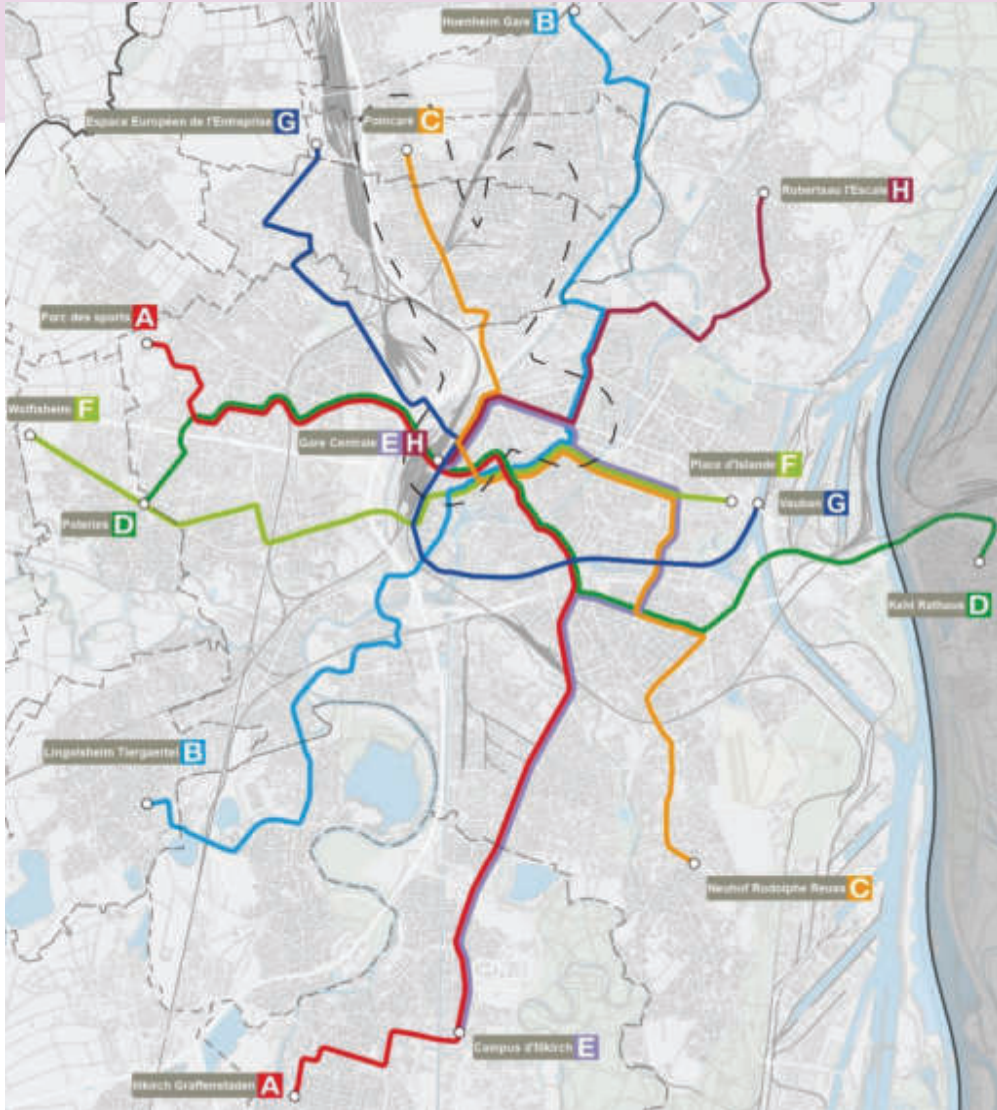 Hoenheim Gare B
Espace Européen de l'Entreprise G
Poincaré C
Robertsau l'Escale H
Parc des sports A
Wolfisheim F
Gare Centrale E H
Place d'Islande F
Vauban G
Poteries D
Kehl Rathaus D
Lingolsheim Tiergaertel B
Neuhof Rodolphe Reuss C
Campus d'Illkirch E
Illkirch Graffenstaden A